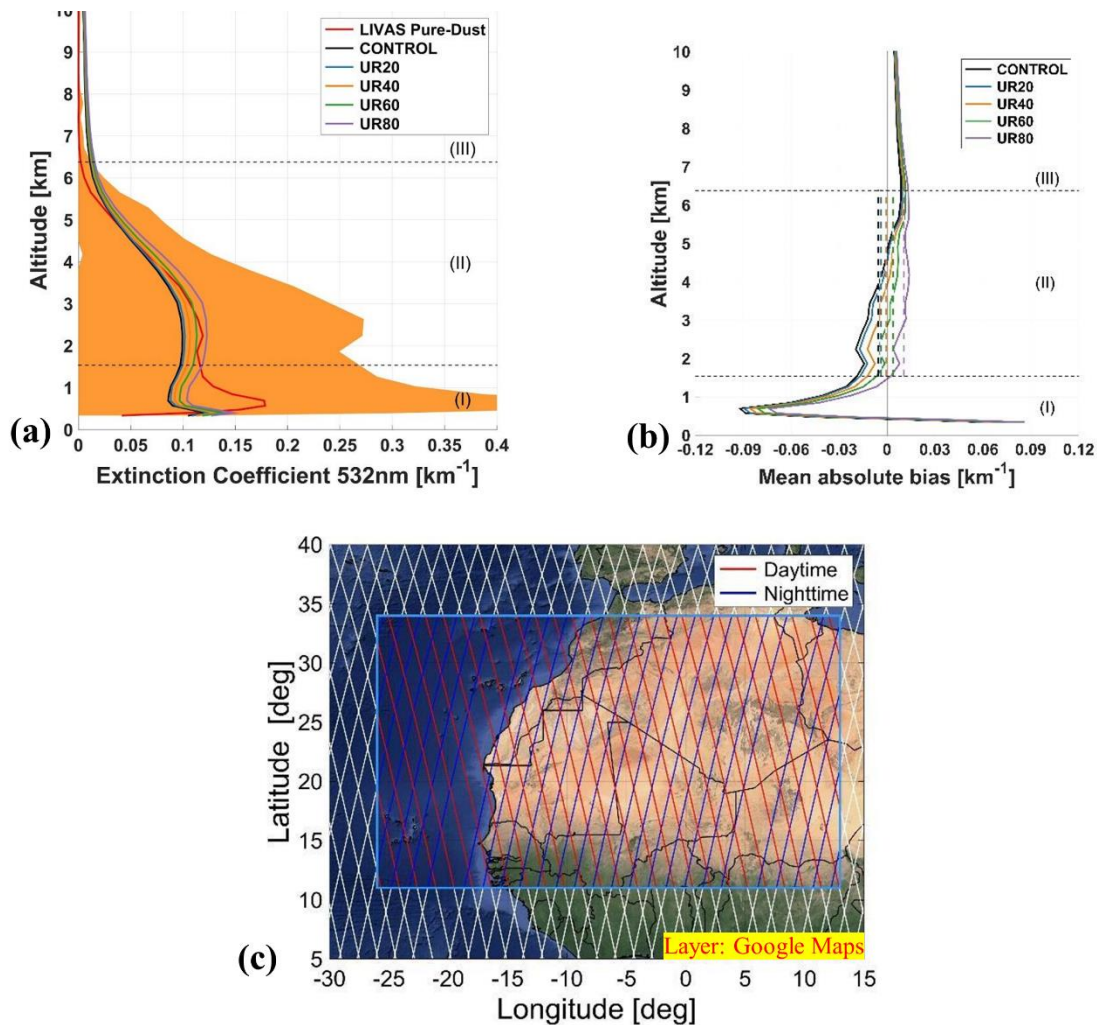 10
9
8
7
6
5
4
3
2
1
0
Altitude [km]
LIVAS Pure-Dust
CONTROL
UR20
UR40
UR60
UR80
(III)
(II)
(I)
0 0.05 0.1 0.15 0.2 0.25 0.3 0.35 0.4
Extinction Coefficient 532nm [km-1]
(a)
10
9
8
7
6
5
4
3
2
1
0
Altitude [km]
CONTROL
UR20
UR40
UR60
UR80
(III)
(II)
(I)
-0.12 -0.09 -0.06 -0.03 0 0.03 0.06 0.09 0.12
Mean absolute bias [km-1]
(b)
40
35
30
25
20
15
10
5
Latitude [deg]
Daytime
Nighttime
Layer: Google Maps
-30 -25 -20 -15 -10 -5 0 5 10 15
Longitude [deg]
(c)